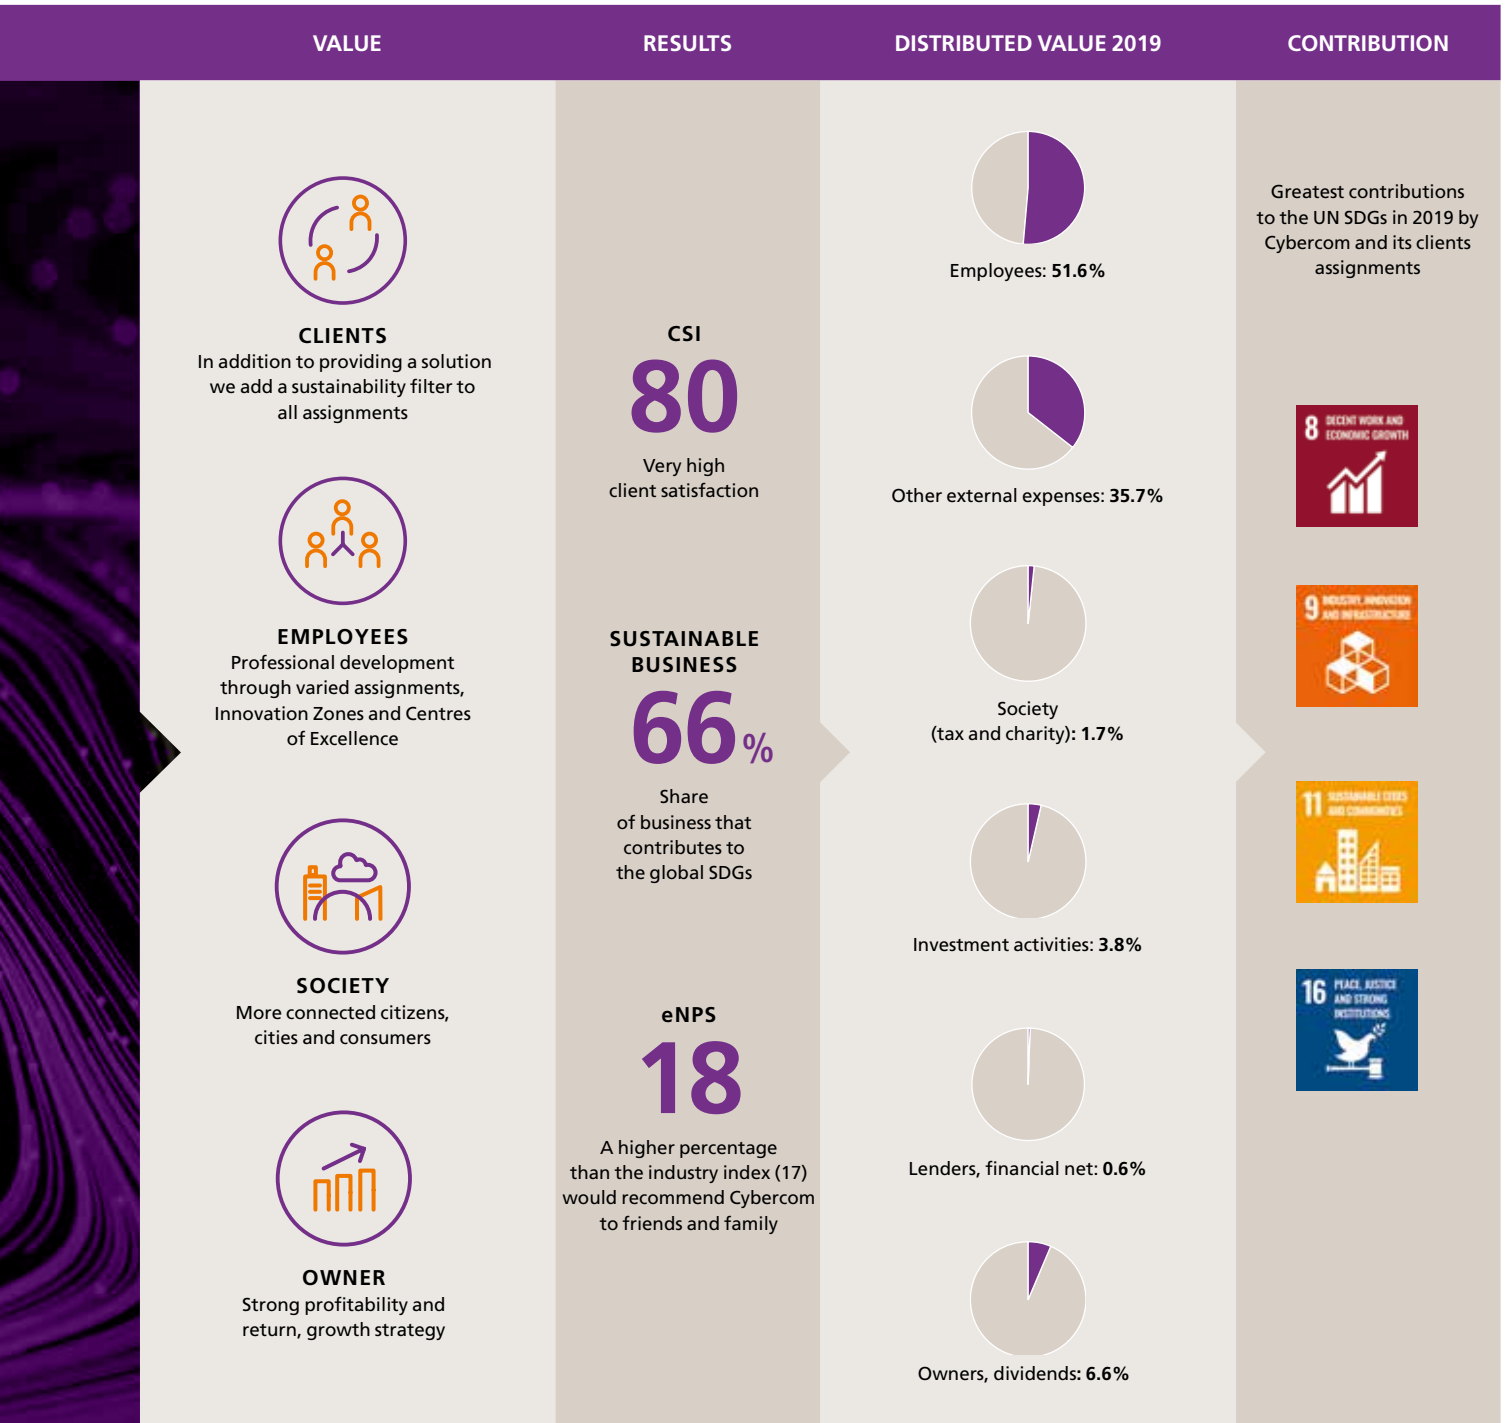 VALUE
RESULTS
DISTRIBUTED VALUE 2019
CONTRIBUTION
CLIENTS
In addition to providing a solution
we add a sustainability filter to
all assignments
EMPLOYEES
Professional development
through varied assignments,
Innovation Zones and Centres
of Excellence
SOCIETY
More connected citizens,
cities and consumers
OWNER
Strong profitability and
return, growth strategy
CSI
80
Very high
client satisfaction
SUSTAINABLE
BUSINESS
66 %
Share
of business that
contributes to
the global SDGs
eNPS
18
A higher percentage
than the industry index (17)
would recommend Cybercom
to friends and family
Employees: 51.6%
Other external expenses: 35.7%
Society
(tax and charity): 1.7%
Investment activities: 3.8%
Lenders, financial net: 0.6%
Owners, dividends: 6.6%
Greatest contributions
to the UN SDGs in 2019 by
Cybercom and its clients
assignments
8 DECENT WORK AND
ECONOMIC GROWTH
9 INDUSTRY, INNOVATION
AND INFRASTRUCTURE
11 SUSTAINABLE CITIES
AND COMMUNITIES
16 PEACE, JUSTICE
AND STRONG
INSTITUTIONS